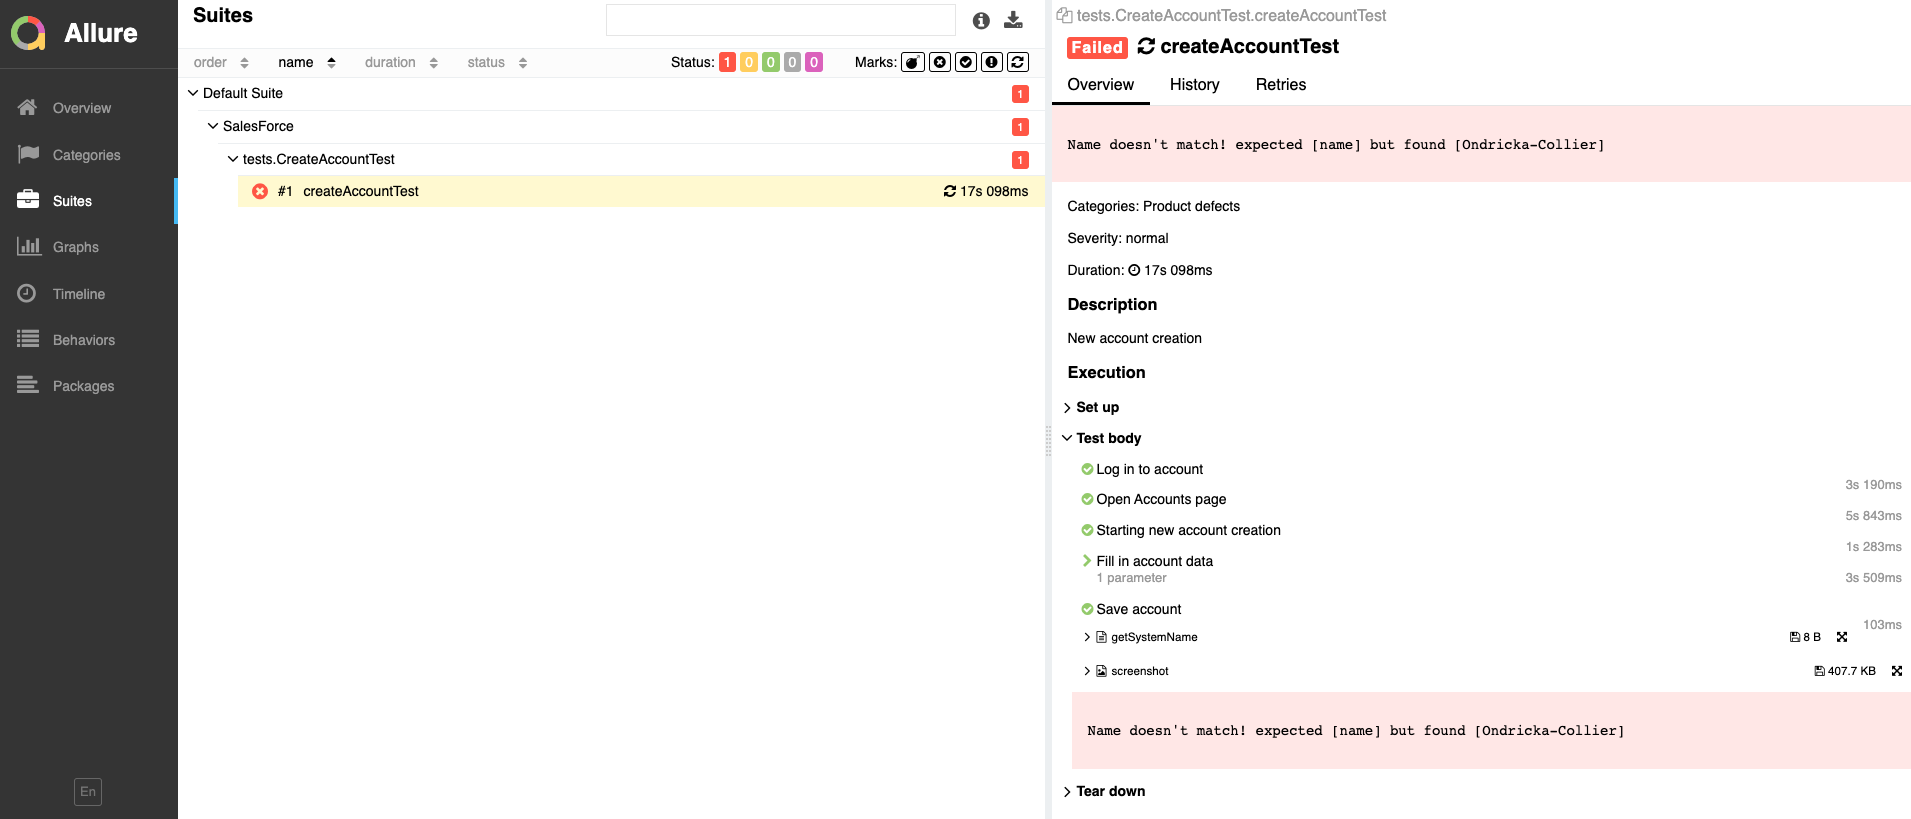 Allure
Overview
Categories
Suites
Graphs
Timeline
Behaviors
Packages
En
Suites
order name duration status Status: 1 0 0 0 0 Marks:
Default Suite 1
SalesForce 1
tests.CreateAccountTest 1
#1 createAccountTest 17s 098ms
tests.CreateAccountTest.createAccountTest
Failed createAccountTest
Overview History Retries
Name doesn't match! expected [name] but found [Ondricka-Collier]
Categories: Product defects
Severity: normal
Duration: 17s 098ms
Description
New account creation
Execution
Set up
Test body
Log in to account
3s 190ms
Open Accounts page
5s 843ms
Starting new account creation
1s 283ms
Fill in account data
1 parameter 3s 509ms
Save account
103ms
getSystemName 8 B
screenshot 407.7 KB
Name doesn't match! expected [name] but found [Ondricka-Collier]
Tear down